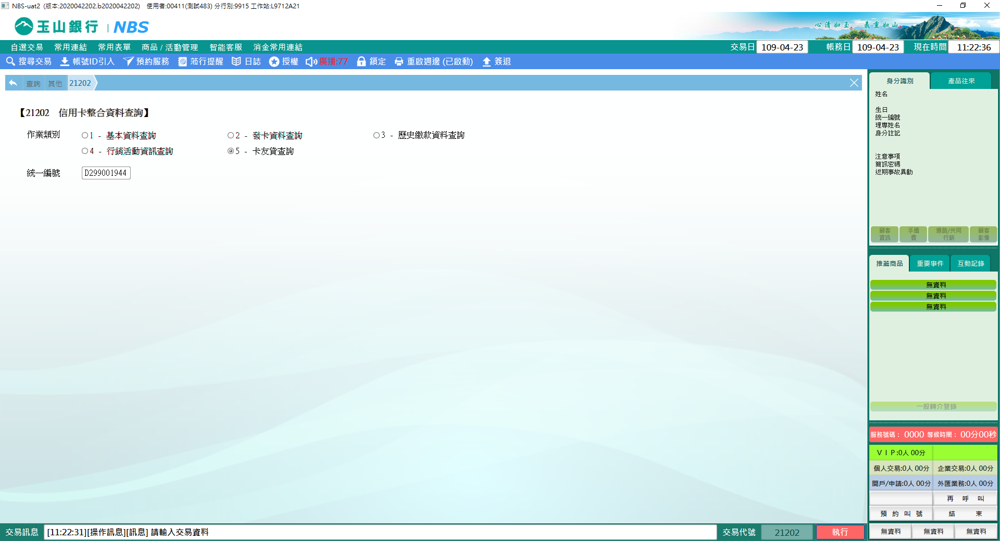 NBS-uat2 (版本:2020042202.b2020042202) 使用者:00411(測試483) 分行別:9915 工作站:L9712A21
玉山銀行 | NBS
心清如玉 義重如山
自選交易 常用連結 常用表單 商品 / 活動管理 智能客服 消金常用連結
交易日 109-04-23 帳務日 109-04-23 現在時間 11:22:36
搜尋交易 帳號ID引入 預約服務 蒞行提醒 日誌 授權 廣播:77 鎖定 重啟週邊 (已啟動) 簽退
查詢 其他 21202
【21202 信用卡整合資料查詢】
作業類別
1 - 基本資料查詢 2 - 發卡資料查詢 3 - 歷史繳款資料查詢
4 - 行銷活動資訊查詢 5 - 卡友貸查詢
統一編號 D299001944
身分識別 產品往來
姓名
生日
統一編號
理專姓名
身分註記
注意事項
簡訊密碼
近期事故異動
顧客資訊 手續費 通路/共同行銷 顧客影像
推薦商品 重要事件 互動記錄
無資料
無資料
無資料
一般轉介登錄
服務號碼: 0000 等候時間: 00分00秒
VIP:0人 00分
個人交易:0人 00分 企業交易:0人 00分
開戶/申請:0人 00分 外匯業務:0人 00分
再 呼 叫
預 約 叫 號 結 束
無資料 無資料 無資料
交易訊息 [11:22:31][操作訊息][訊息] 請輸入交易資料
交易代號 21202 執行